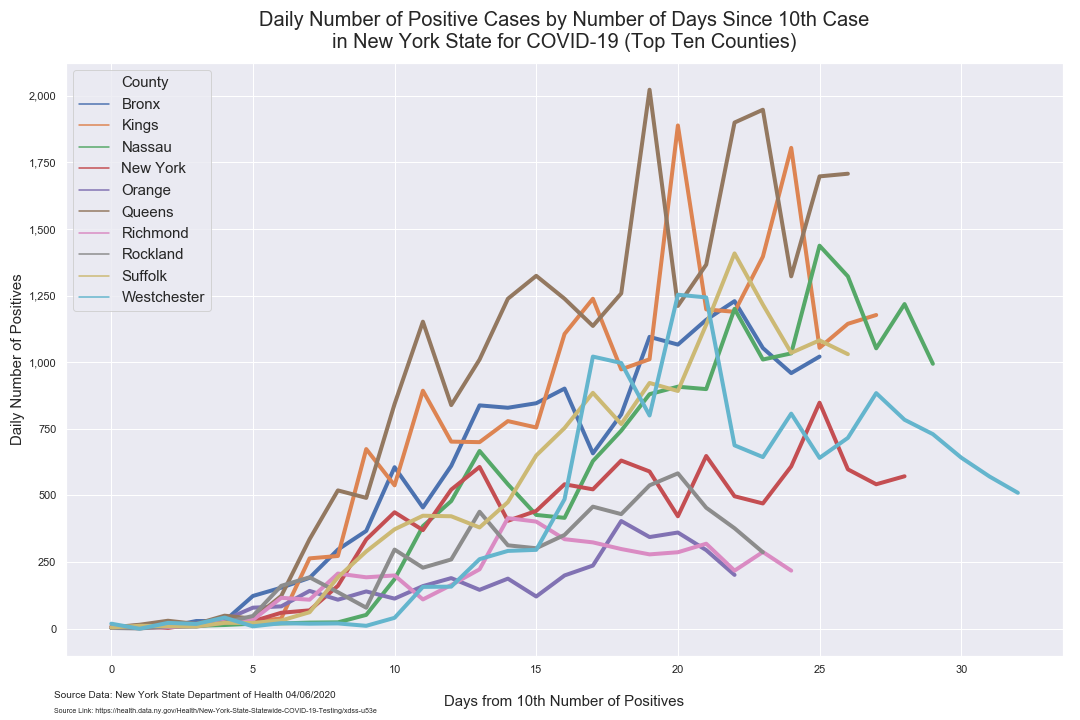 Daily Number of Positive Cases by Number of Days Since 10th Case
in New York State for COVID-19 (Top Ten Counties)
County
Bronx
Kings
Nassau
New York
Orange
Queens
Richmond
Rockland
Suffolk
Westchester
Daily Number of Positives
2,000
1,750
1,500
1,250
1,000
750
500
250
0
0 5 10 15 20 25 30
Days from 10th Number of Positives
Source Data: New York State Department of Health 04/06/2020
Source Link: https://health.data.ny.gov/Health/New-York-State-Statewide-COVID-19-Testing/xdss-u53e